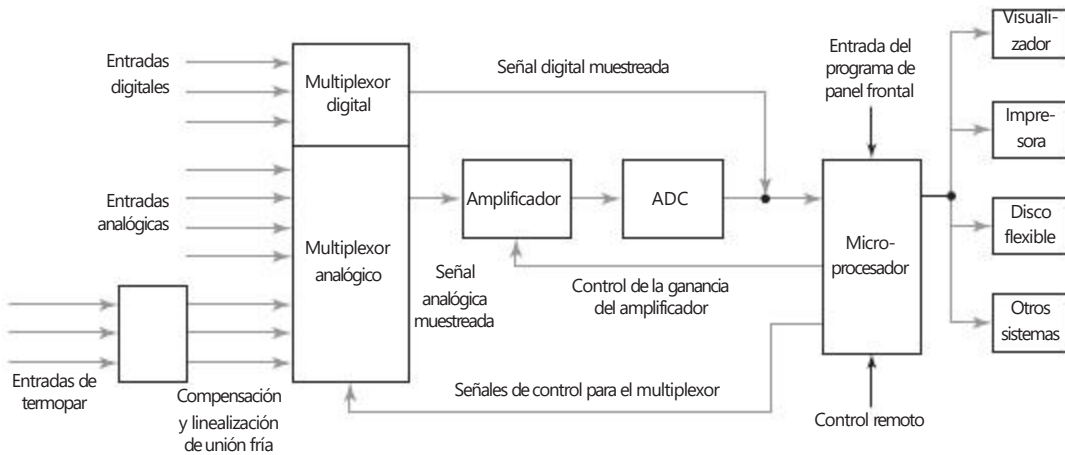 Entradas
digitales
Multiplexor
digital
Señal digital muestreada
Entrada del
programa de
panel frontal
Visuali-
zador
Impre-
sora
Entradas
analógicas
Multiplexor
analógico
Amplificador
ADC
Micro-
procesador
Disco
flexible
Señal
analógica
muestreada
Control de la ganancia
del amplificador
Otros
sistemas
Entradas de
termopar
Compensación
y linealización
de unión fría
Señales de control para el multiplexor
Control remoto